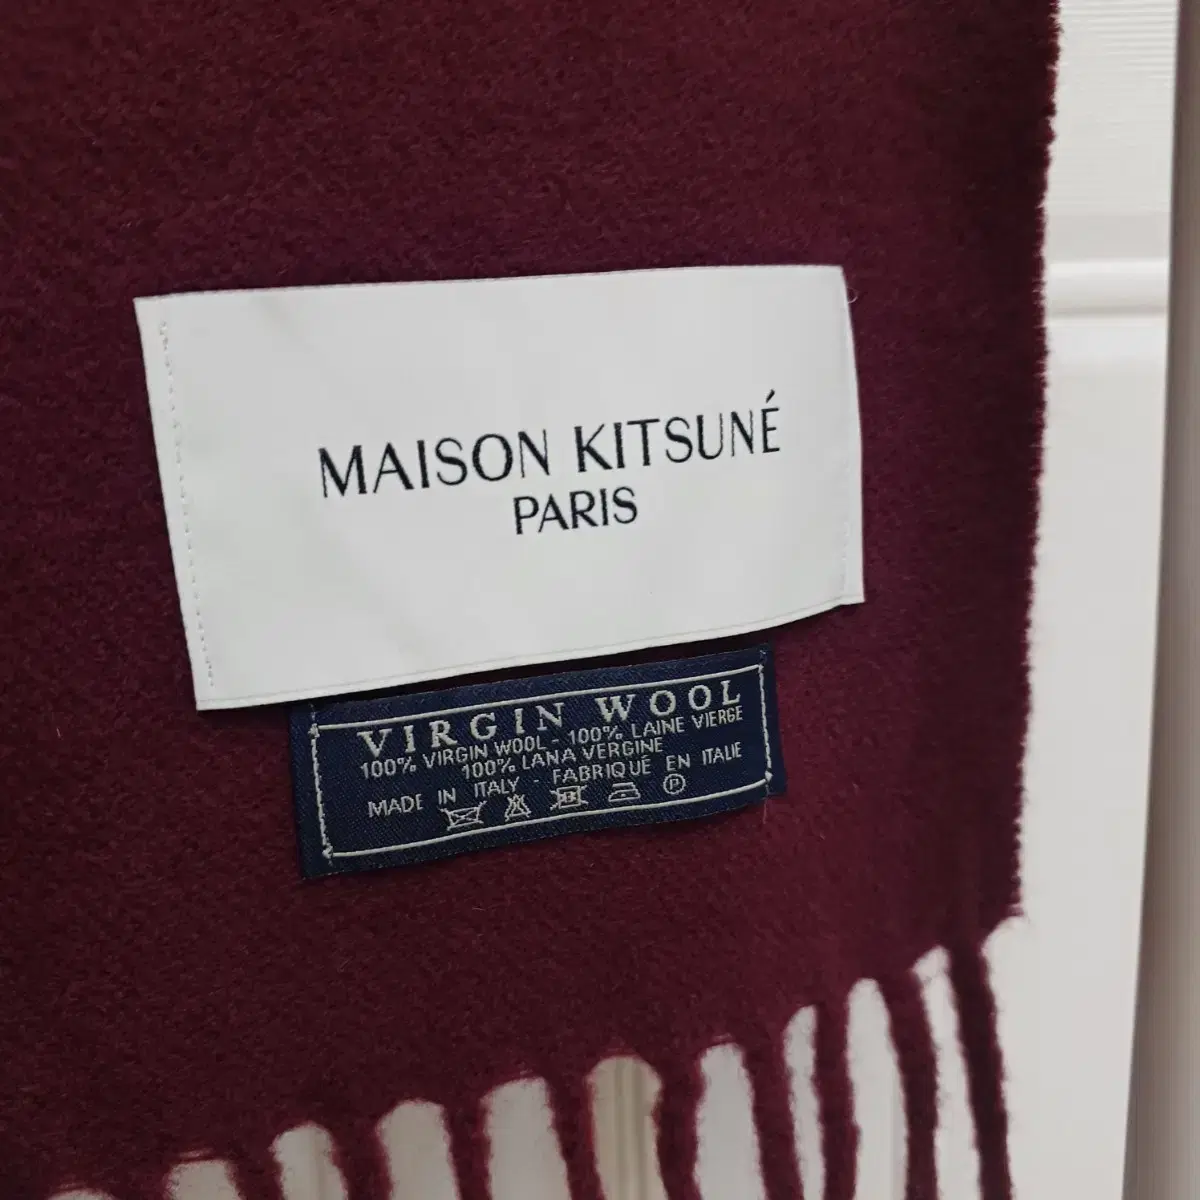 MAISON KITSUNÉ
PARIS
VIRGIN WOOL
100% VIRGIN WOOL - 100% LAINE VIERGE
100% LANA VERGINE
MADE IN ITALY - FABRIQUÉ EN ITALIE
P